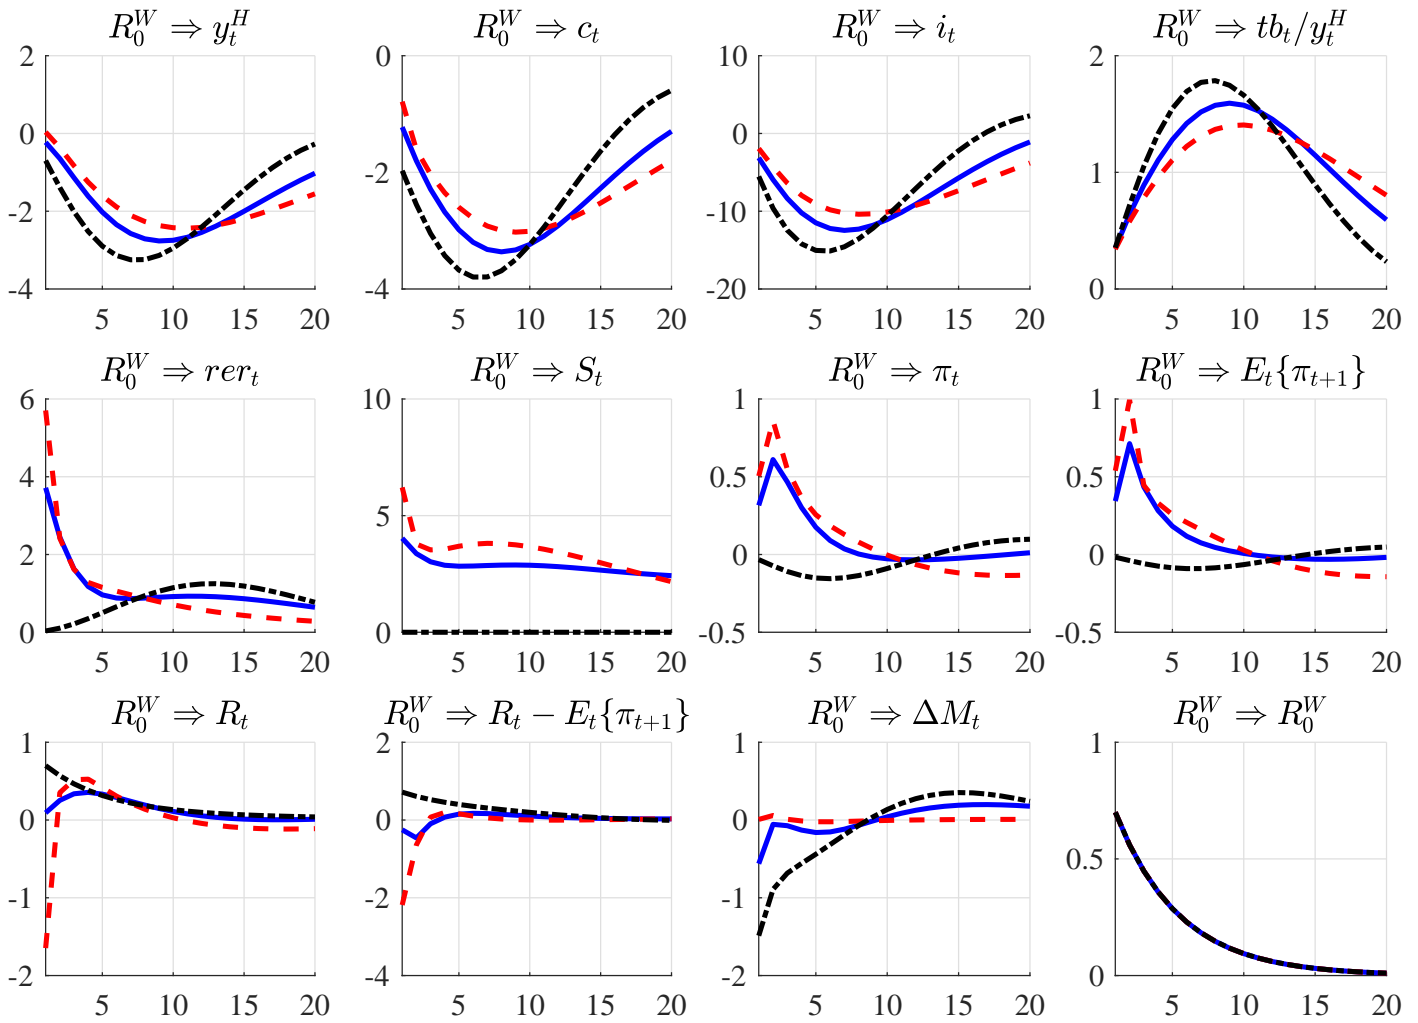 R_0^W ⇒ y_t^H
R_0^W ⇒ c_t
R_0^W ⇒ i_t
R_0^W ⇒ tb_t/y_t^H
2
0
-2
-4
5 10 15 20
0
-2
-4
5 10 15 20
10
0
-10
-20
5 10 15 20
2
1
0
5 10 15 20
R_0^W ⇒ rer_t
R_0^W ⇒ S_t
R_0^W ⇒ π_t
R_0^W ⇒ E_t{π_{t+1}}
6
4
2
0
5 10 15 20
10
5
0
5 10 15 20
1
0.5
0
-0.5
5 10 15 20
1
0.5
0
-0.5
5 10 15 20
R_0^W ⇒ R_t
R_0^W ⇒ R_t − E_t{π_{t+1}}
R_0^W ⇒ ΔM_t
R_0^W ⇒ R_0^W
1
0
-1
-2
5 10 15 20
2
0
-2
-4
5 10 15 20
1
0
-1
-2
5 10 15 20
1
0.5
0
5 10 15 20